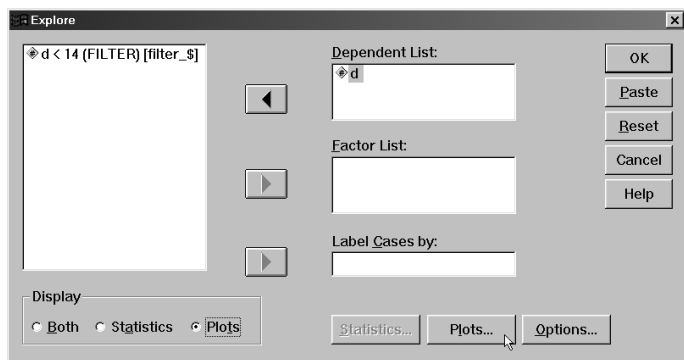 Explore
d < 14 (FILTER) [filter_$]
Dependent List:
d
Factor List:
Label Cases by:
OK
Paste
Reset
Cancel
Help
Display
Both
Statistics
Plots
Statistics...
Plots...
Options...